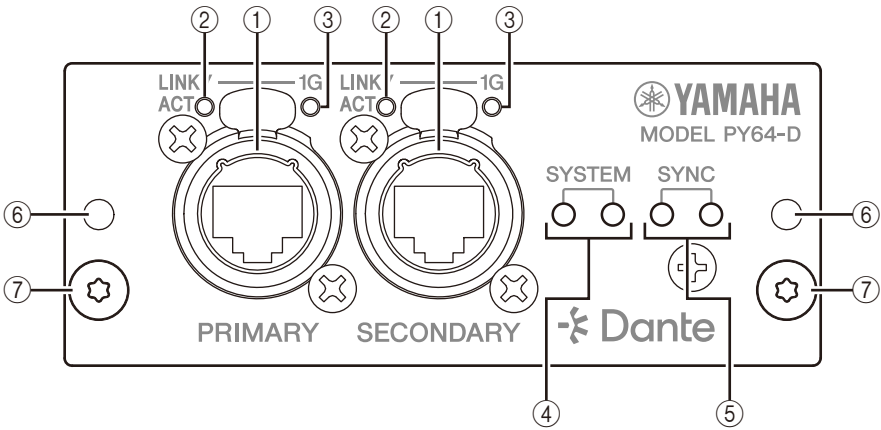 ② ① ③ ② ① ③
LINK/ 1G LINK/ 1G
ACT ACT
YAMAHA
MODEL PY64-D
SYSTEM SYNC
⑥ ⑥
⑦ ⑦
PRIMARY SECONDARY Dante
④ ⑤